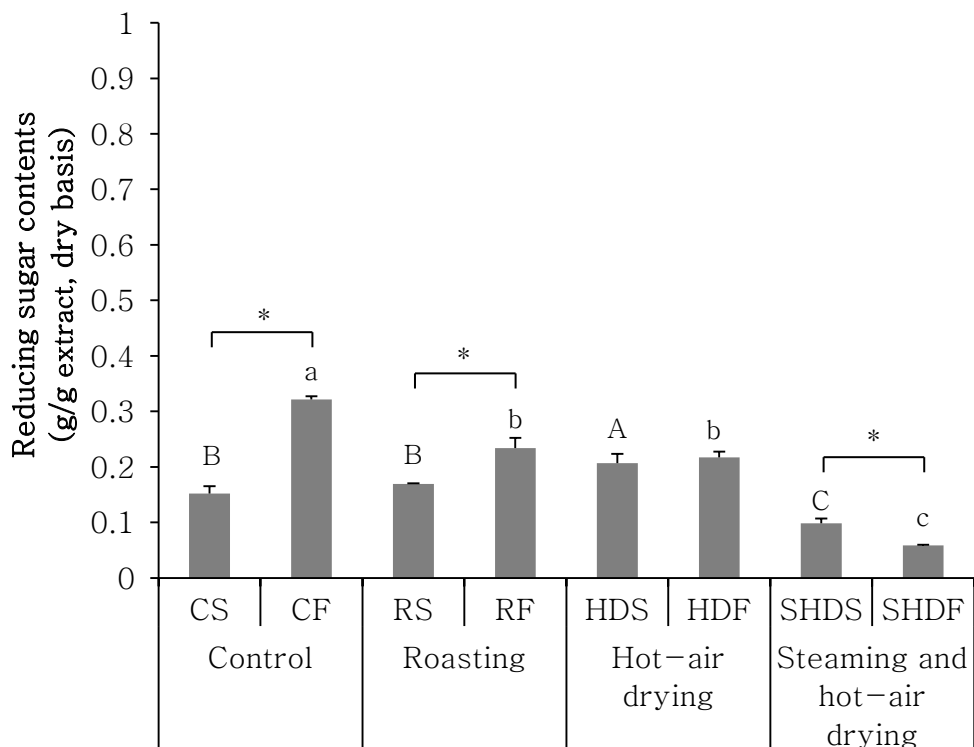 Reducing sugar contents
(g/g extract, dry basis)
1
0.9
0.8
0.7
0.6
0.5
0.4
0.3
0.2
0.1
0
*
*
*
B
a
B
b
A
b
C
c
CS CF RS RF HDS HDF SHDS SHDF
Control
Roasting
Hot-air
drying
Steaming and
hot-air
drying